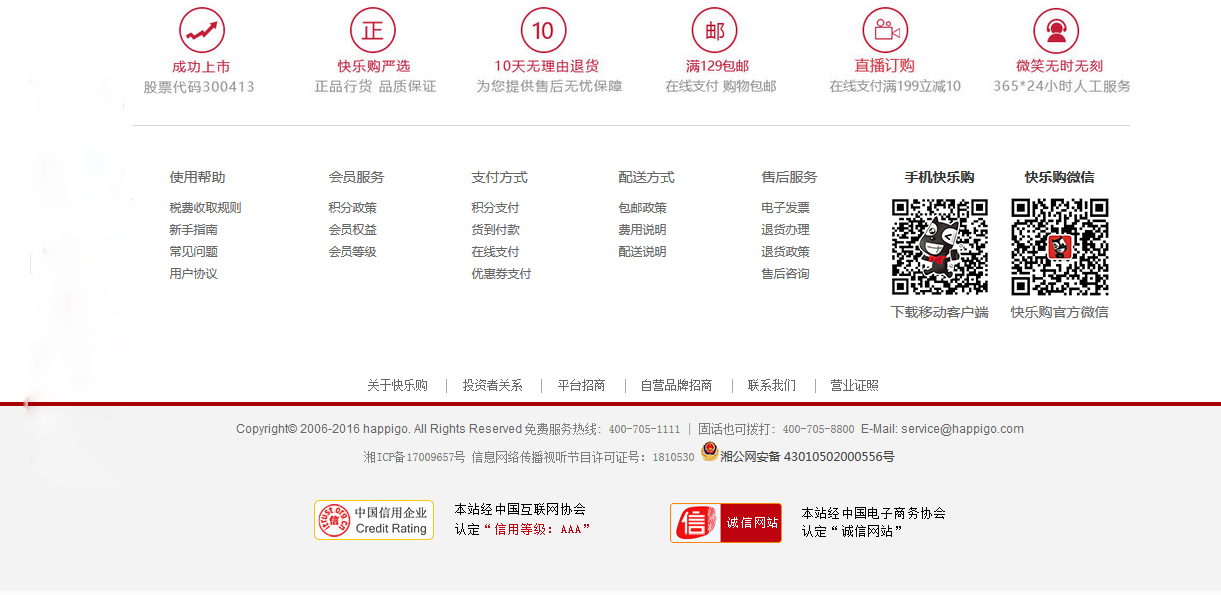 正 10 邮
成功上市 快乐购严选 10天无理由退货 满129包邮 直播订购 微笑无时无刻
股票代码300413 正品行货 品质保证 为您提供售后无忧保障 在线支付 购物包邮 在线支付满199立减10 365*24小时人工服务
使用帮助 会员服务 支付方式 配送方式 售后服务 手机快乐购 快乐购微信
税费收取规则 积分政策 积分支付 包邮政策 电子发票
新手指南 会员权益 货到付款 费用说明 退货办理
常见问题 会员等级 在线支付 配送说明 退货政策
用户协议 优惠券支付 售后咨询
下载移动客户端 快乐购官方微信
关于快乐购 | 投资者关系 | 平台招商 | 自营品牌招商 | 联系我们 | 营业证照
Copyright© 2006-2016 happigo. All Rights Reserved 免费服务热线: 400-705-1111 | 固话也可拨打: 400-705-8800 E-Mail: service@happigo.com
湘ICP备17009657号 信息网络传播视听节目许可证号: 1810530 湘公网安备 43010502000556号
信 中国信用企业 本站经中国互联网协会 信 诚信网站 本站经中国电子商务协会
Credit Rating 认定“信用等级: AAA” 认定“诚信网站”